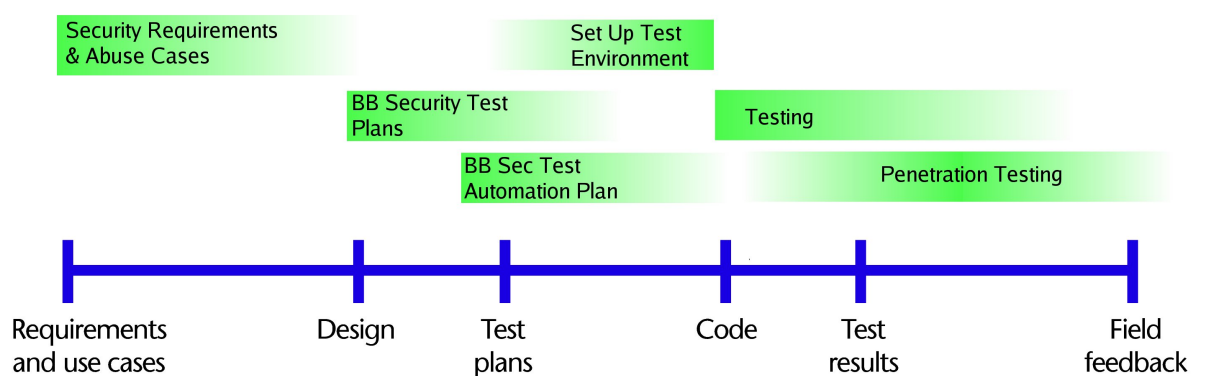 Security Requirements
& Abuse Cases
Set Up Test
Environment
BB Security Test
Plans
Testing
BB Sec Test
Automation Plan
Penetration Testing
Requirements
and use cases
Design
Test
plans
Code
Test
results
Field
feedback